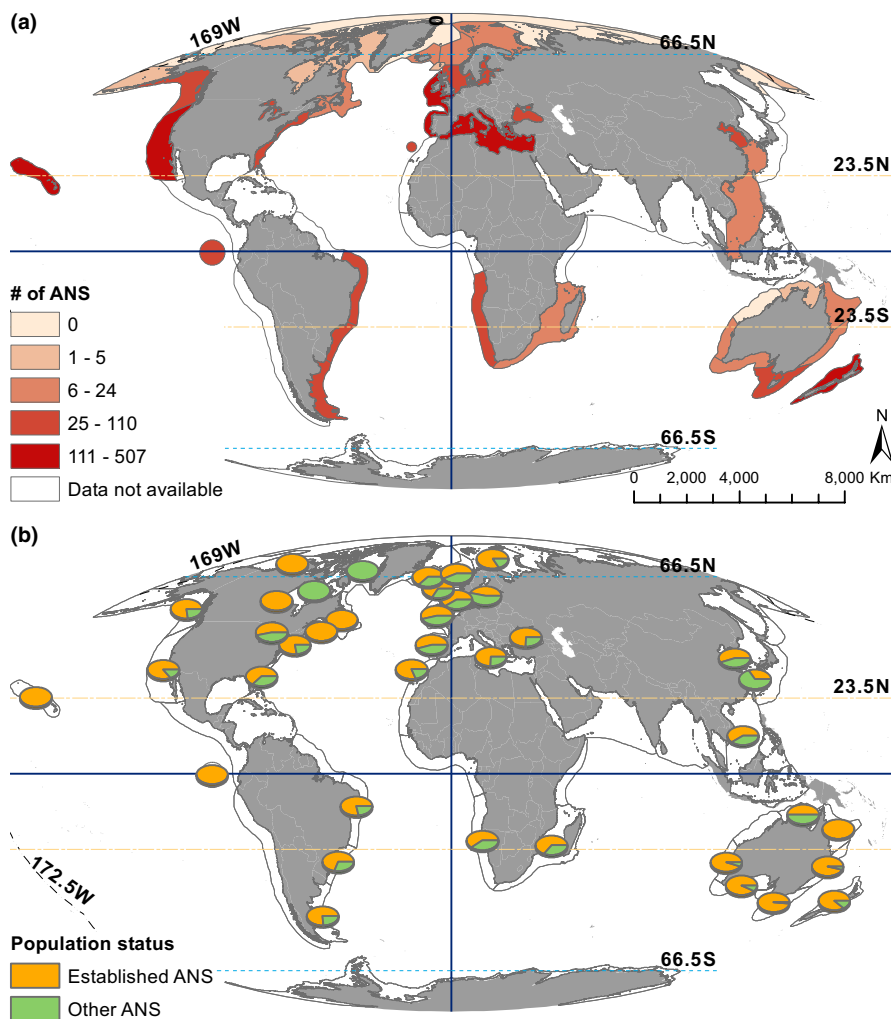 (a)
169W
0
66.5N
23.5N
23.5S
66.5S
# of ANS
0
1 - 5
6 - 24
25 - 110
111 - 507
Data not available
N
0 2,000 4,000 8,000 Km
(b)
169W
66.5N
23.5N
172.5W
66.5S
Population status
Established ANS
Other ANS